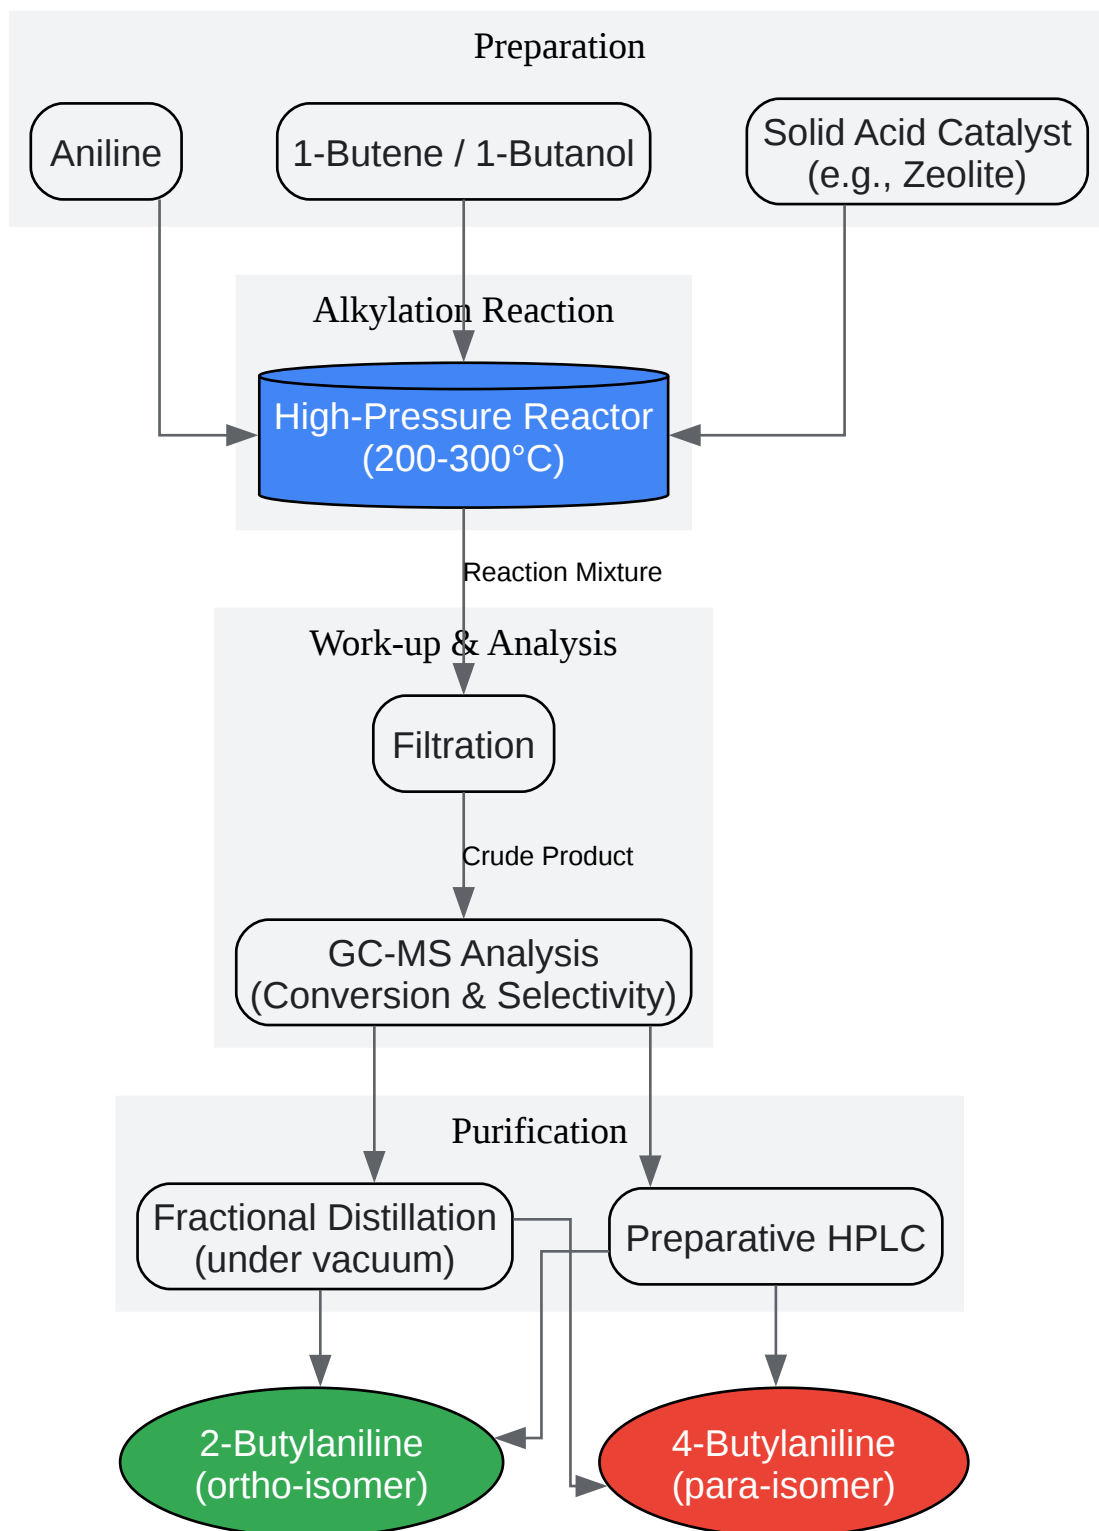 Preparation
Aniline
1-Butene / 1-Butanol
Solid Acid Catalyst
(e.g., Zeolite)
Alkylation Reaction
High-Pressure Reactor
(200-300°C)
Reaction Mixture
Work-up & Analysis
Filtration
Crude Product
GC-MS Analysis
(Conversion & Selectivity)
Purification
Fractional Distillation
(under vacuum)
Preparative HPLC
2-Butylaniline
(ortho-isomer)
4-Butylaniline
(para-isomer)